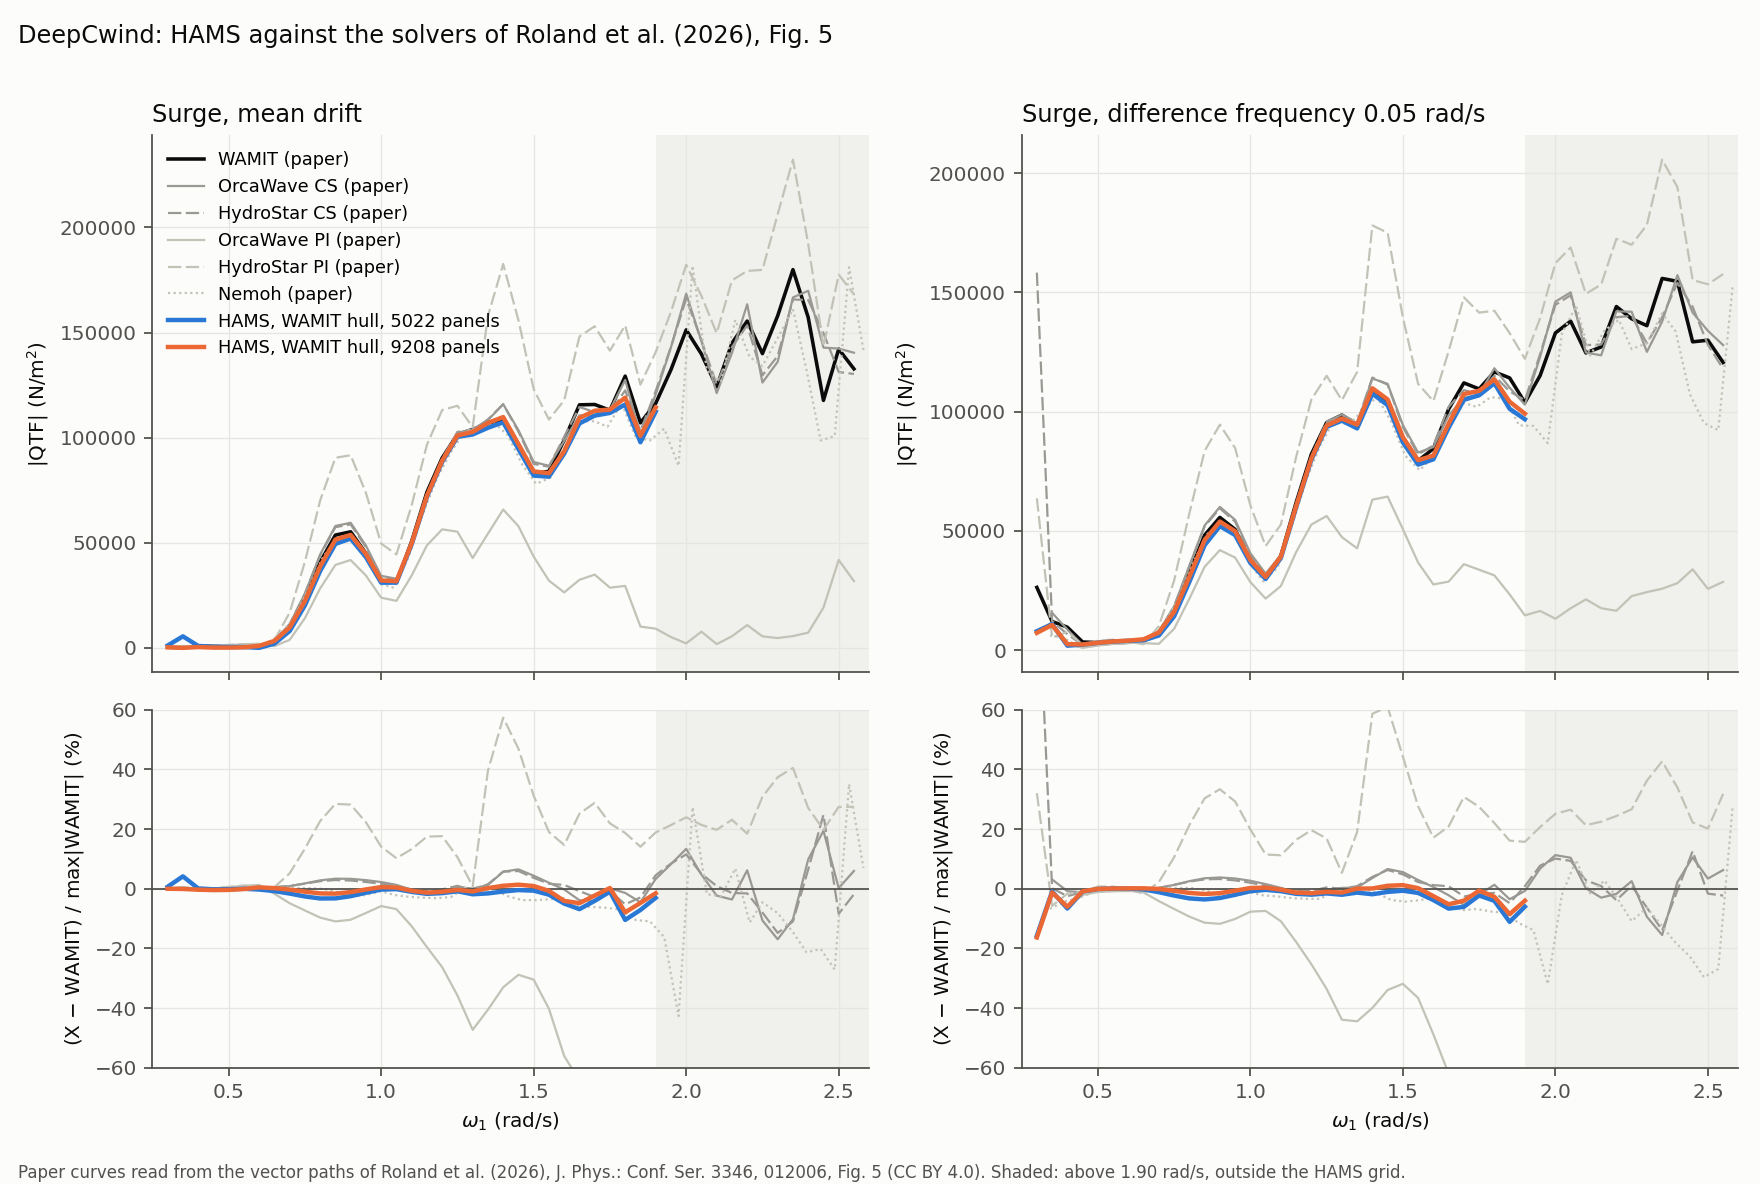 DeepCwind: HAMS against the solvers of Roland et al. (2026), Fig. 5
Surge, mean drift
WAMIT (paper)
OrcaWave CS (paper)
HydroStar CS (paper)
OrcaWave PI (paper)
HydroStar PI (paper)
Nemoh (paper)
HAMS, WAMIT hull, 5022 panels
HAMS, WAMIT hull, 9208 panels
|QTF| (N/m²)
200000
150000
100000
50000
0
Surge, difference frequency 0.05 rad/s
|QTF| (N/m²)
200000
150000
100000
50000
0
(X − WAMIT) / max|WAMIT| (%)
60
40
20
0
−20
−40
−60
0.5 1.0 1.5 2.0 2.5
ω₁ (rad/s)
(X − WAMIT) / max|WAMIT| (%)
60
40
20
0
−20
−40
−60
0.5 1.0 1.5 2.0 2.5
ω₁ (rad/s)
Paper curves read from the vector paths of Roland et al. (2026), J. Phys.: Conf. Ser. 3346, 012006, Fig. 5 (CC BY 4.0). Shaded: above 1.90 rad/s, outside the HAMS grid.